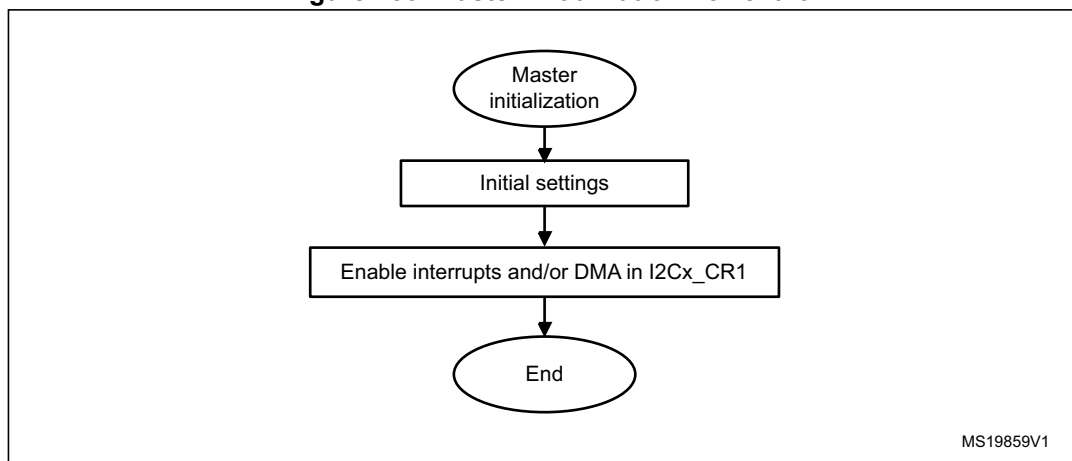 Master
initialization
Initial settings
Enable interrupts and/or DMA in I2Cx_CR1
End
MS19859V1